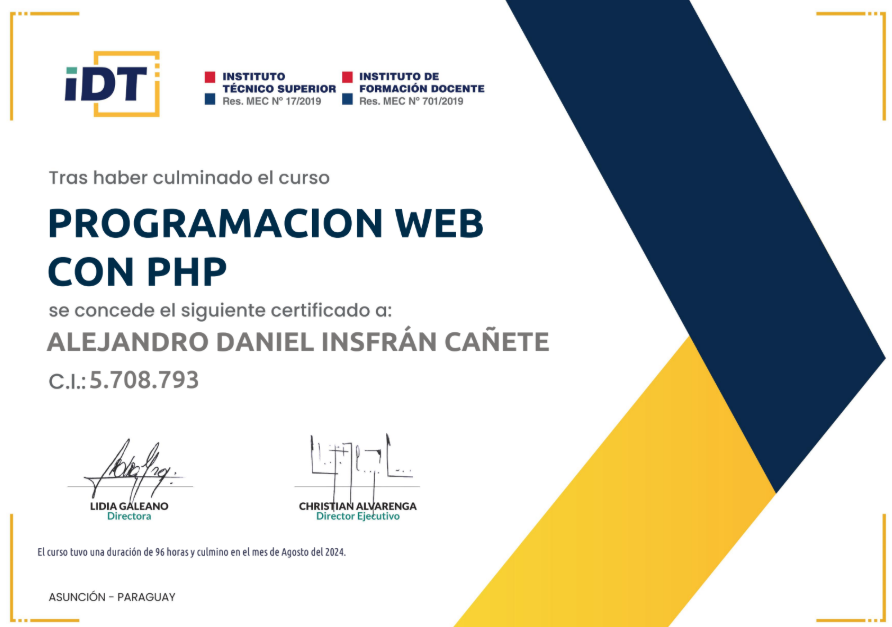 iDT
INSTITUTO
TÉCNICO SUPERIOR
Res. MEC Nº 17/2019
INSTITUTO DE
FORMACIÓN DOCENTE
Res. MEC Nº 701/2019
Tras haber culminado el curso
PROGRAMACION WEB
CON PHP
se concede el siguiente certificado a:
ALEJANDRO DANIEL INSFRÁN CAÑETE
C.I.: 5.708.793
LIDIA GALEANO
Directora
CHRISTIAN ALVARENGA
Director Ejecutivo
El curso tuvo una duración de 96 horas y culmino en el mes de Agosto del 2024.
ASUNCIÓN - PARAGUAY